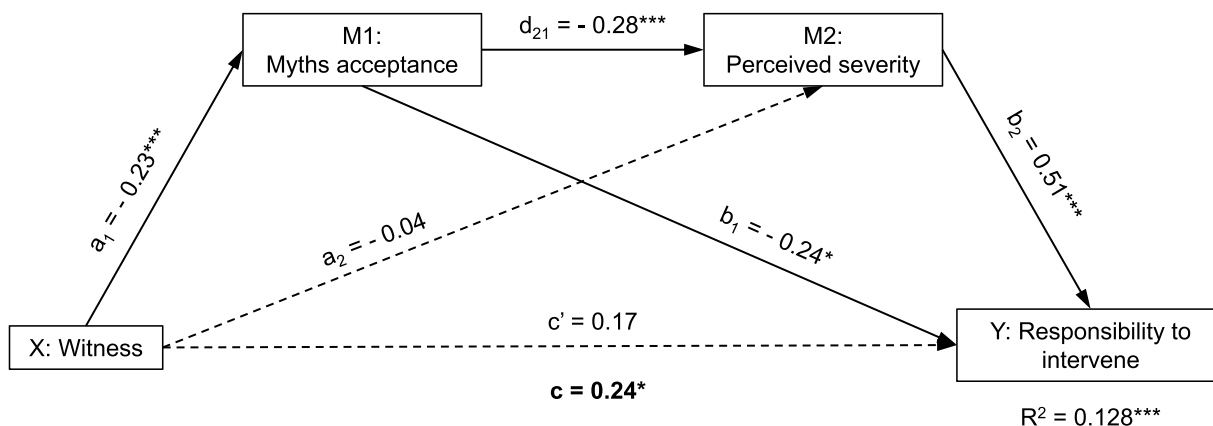 M1:
Myths acceptance
d21 = - 0.28***
M2:
Perceived severity
a1 = - 0.23***
a2 = - 0.04
b1 = - 0.24*
b2 = 0.51***
X: Witness
c’ = 0.17
c = 0.24*
Y: Responsibility to
intervene
R² = 0.128***